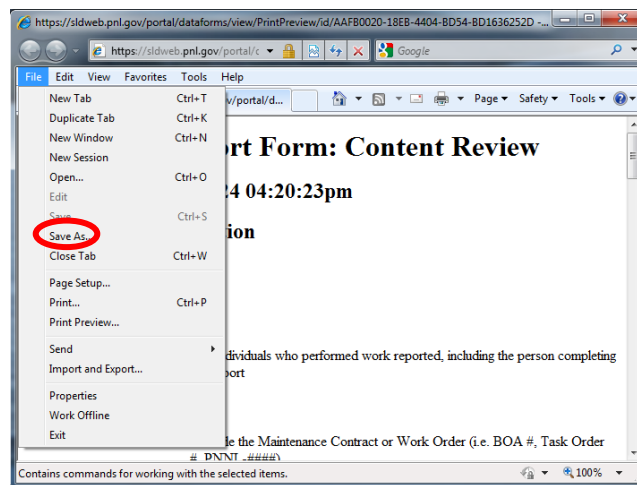 https://sldweb.pnl.gov/portal/dataforms/view/PrintPreview/id/AAFB0020-18EB-4404-BD54-BD1636252D -...
https://sldweb.pnl.gov/portal/c
Google
File Edit View Favorites Tools Help
v/portal/d...
Page Safety Tools
New Tab Ctrl+T
Duplicate Tab Ctrl+K
New Window Ctrl+N
New Session
Open... Ctrl+O
Edit
Save Ctrl+S
Save As...
Close Tab Ctrl+W
Page Setup...
Print... Ctrl+P
Print Preview...
Send
Import and Export...
Properties
Work Offline
Exit
ort Form: Content Review
24 04:20:23pm
ion
dividuals who performed work reported, including the person completing
port
de the Maintenance Contract or Work Order (i.e. BOA #, Task Order
#, PNNL-####)
Contains commands for working with the selected items.
100%